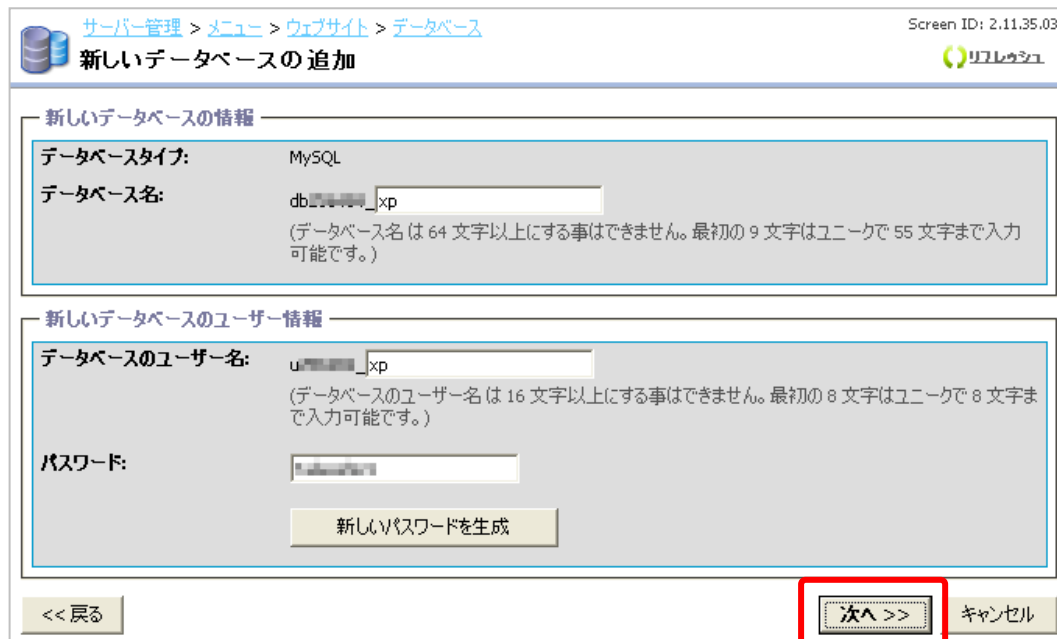 サーバー管理 > メニュー > ウェブサイト > データベース
Screen ID: 2.11.35.03
新しいデータベースの追加
リフレッシュ
新しいデータベースの情報
データベースタイプ: MySQL
データベース名: db _ xp
(データベース名 は 64 文字以上にする事はできません。最初の 9 文字はユニークで 55 文字まで入力
可能です。)
新しいデータベースのユーザー情報
データベースのユーザー名: u _ xp
(データベースのユーザー名 は 16 文字以上にする事はできません。最初の 8 文字はユニークで 8 文字ま
で入力可能です。)
パスワード:
新しいパスワードを生成
<< 戻る
次へ >>
キャンセル